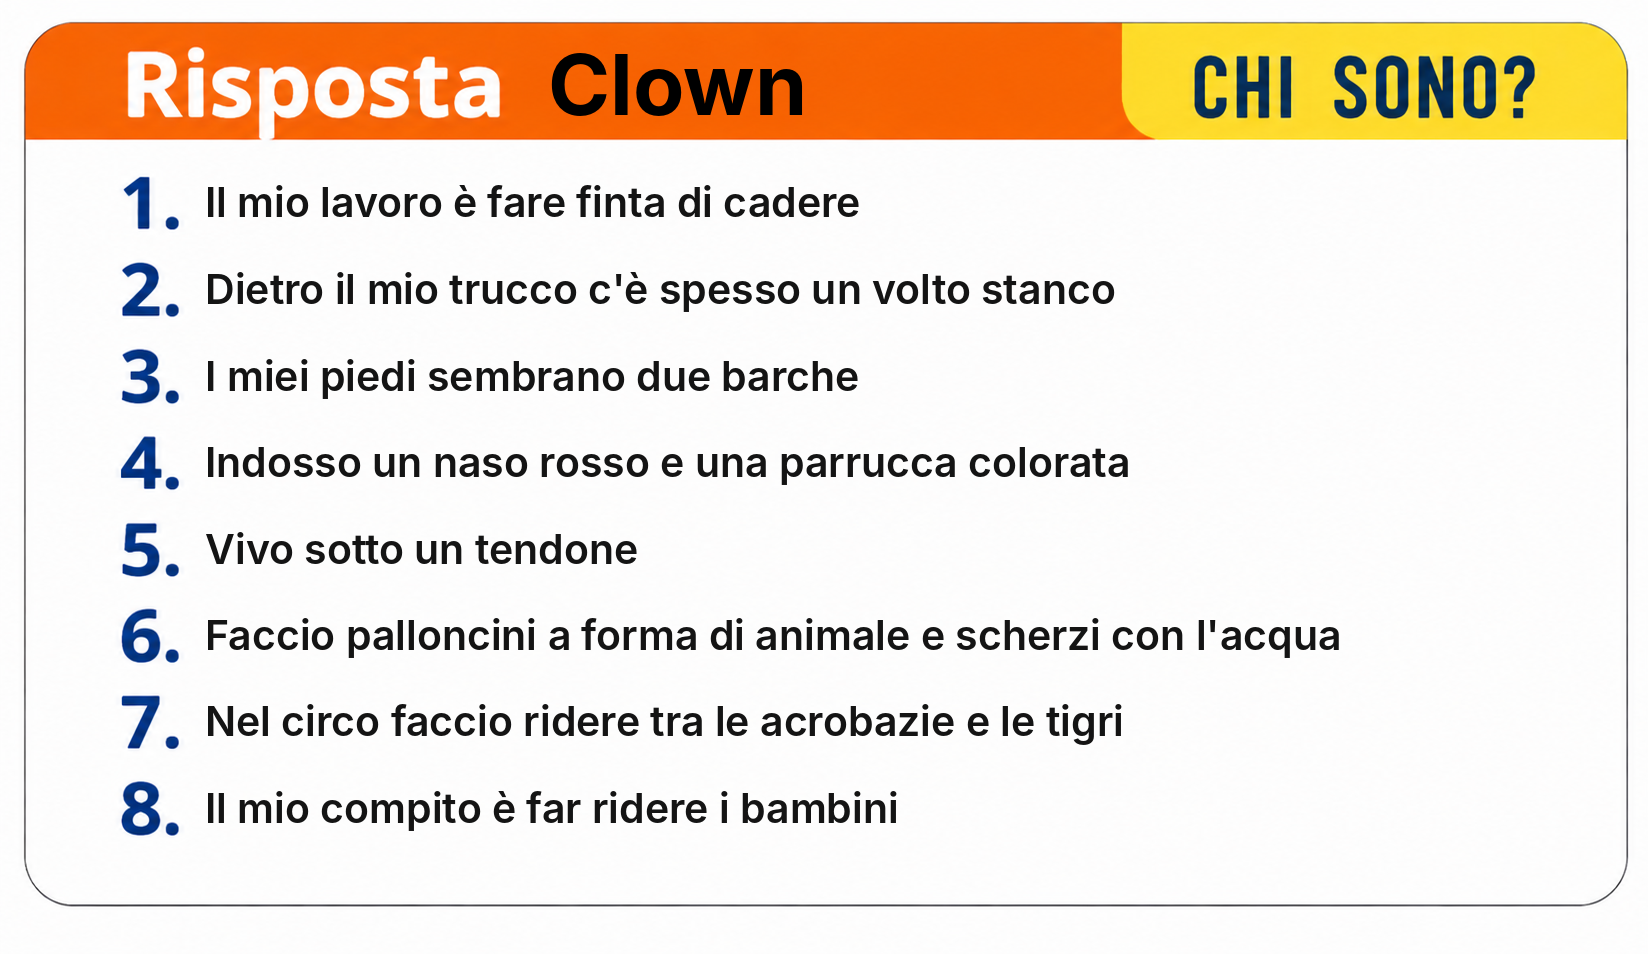 Risposta Clown CHI SONO?
1. Il mio lavoro è fare finta di cadere
2. Dietro il mio trucco c'è spesso un volto stanco
3. I miei piedi sembrano due barche
4. Indosso un naso rosso e una parrucca colorata
5. Vivo sotto un tendone
6. Faccio palloncini a forma di animale e scherzi con l'acqua
7. Nel circo faccio ridere tra le acrobazie e le tigri
8. Il mio compito è far ridere i bambini